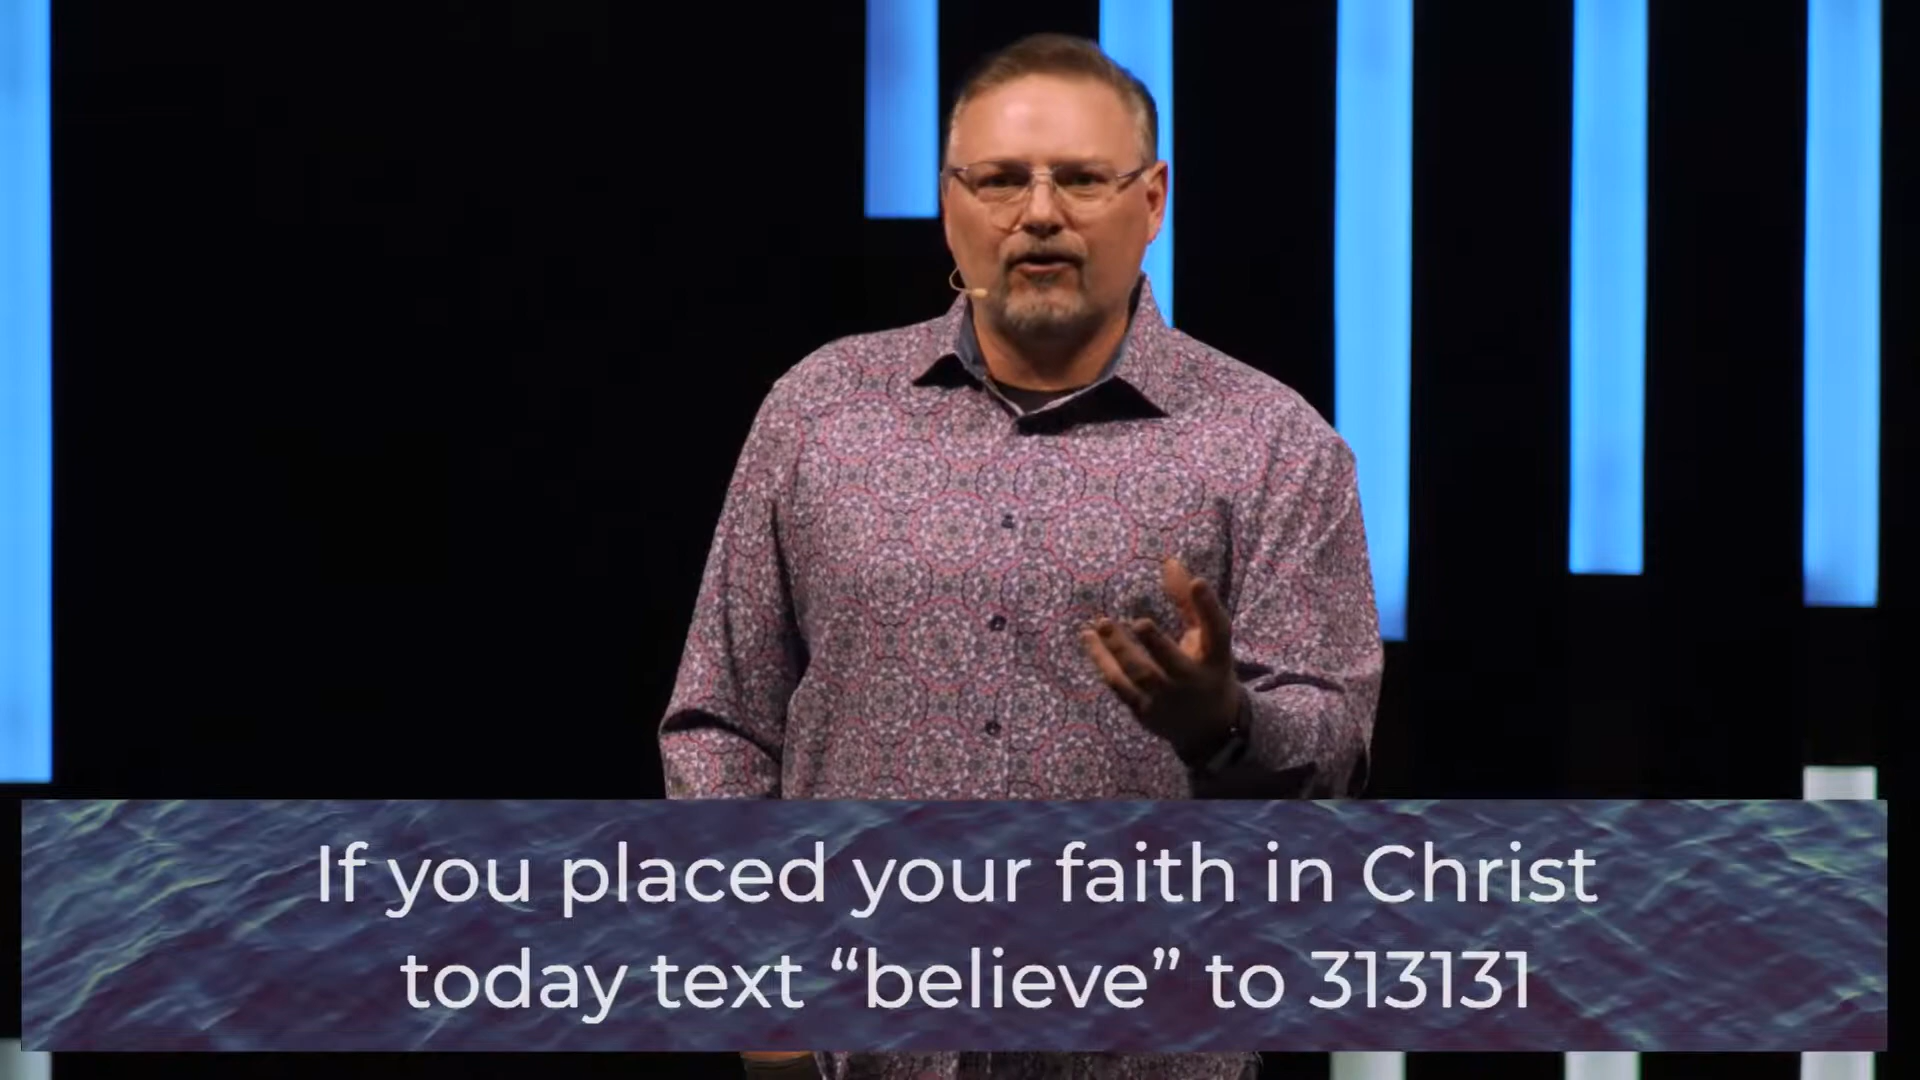 If you placed your faith in Christ
today text “believe” to 313131